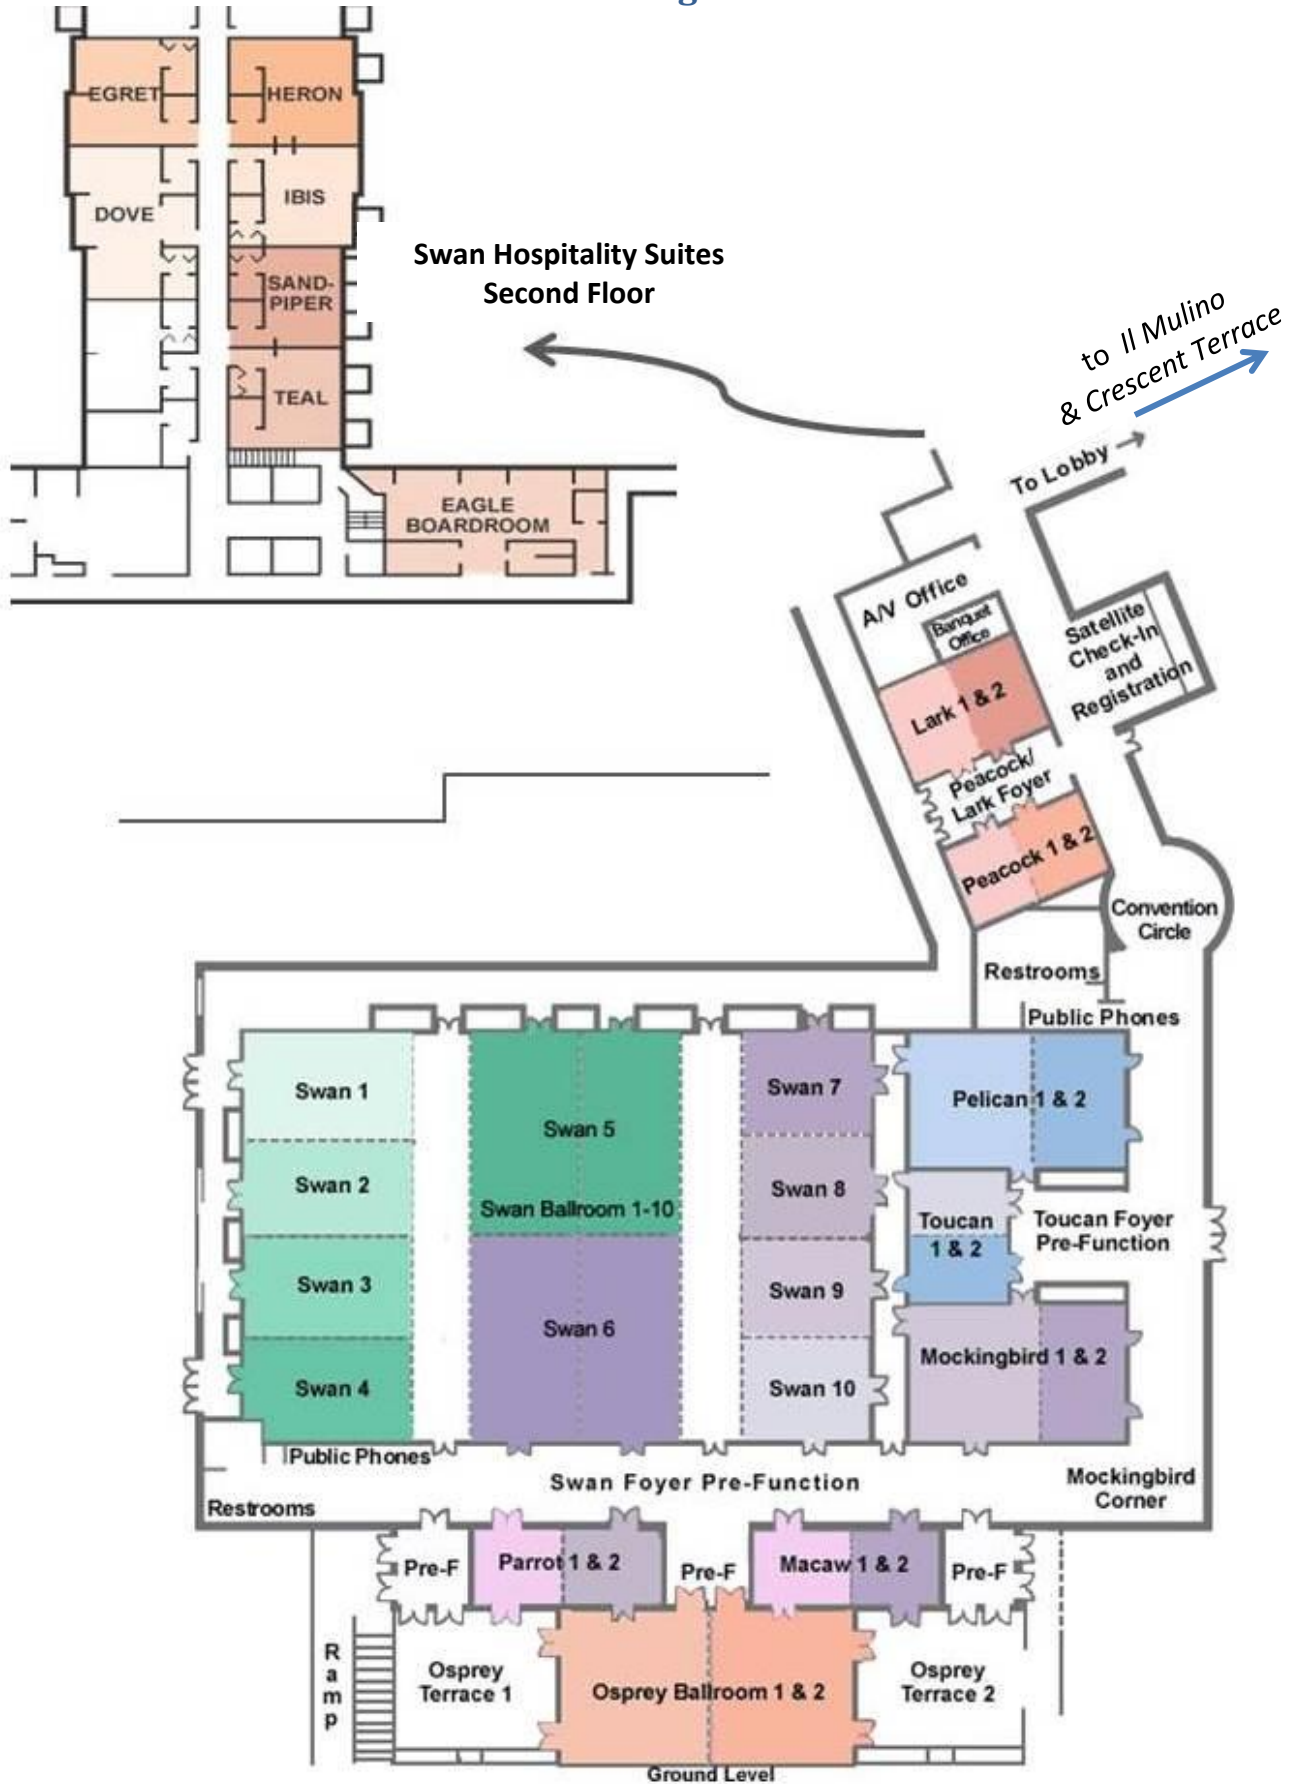 EGRET
HERON
DOVE
IBIS
SAND-
PIPER
TEAL
EAGLE
BOARDROOM
Swan Hospitality Suites
Second Floor
to Il Mulino
& Crescent Terrace
To Lobby
A/V Office
Banquet
Office
Satellite
Check-In
and
Registration
Lark 1 & 2
Peacock/
Lark Foyer
Peacock 1 & 2
Convention
Circle
Restrooms
Public Phones
Swan 1
Swan 2
Swan 3
Swan 4
Swan 5
Swan Ballroom 1-10
Swan 6
Swan 7
Swan 8
Swan 9
Swan 10
Pelican 1 & 2
Toucan
1 & 2
Toucan Foyer
Pre-Function
Mockingbird 1 & 2
Public Phones
Swan Foyer Pre-Function
Mockingbird
Corner
Restrooms
Pre-F
Parrot 1 & 2
Pre-F
Macaw 1 & 2
Pre-F
Ramp
Osprey
Terrace 1
Osprey Ballroom 1 & 2
Osprey
Terrace 2
Ground Level